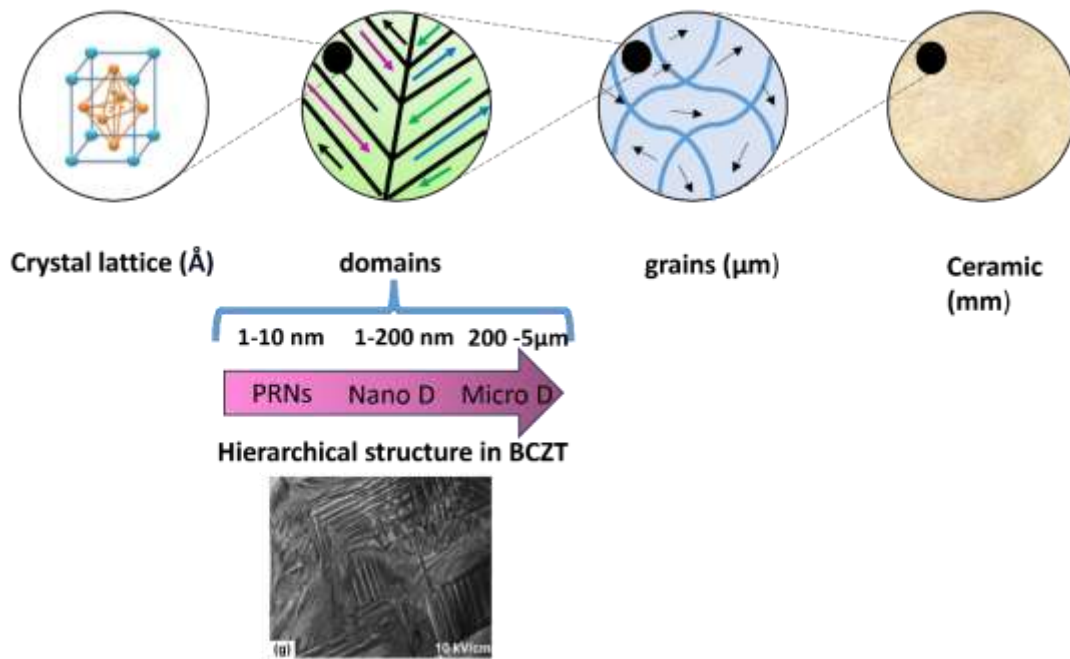 Crystal lattice (Å)
domains
grains (µm)
Ceramic
(mm)
1-10 nm
1-200 nm
200 -5µm
PRNs
Nano D
Micro D
Hierarchical structure in BCZT
(g)
10 kV/cm